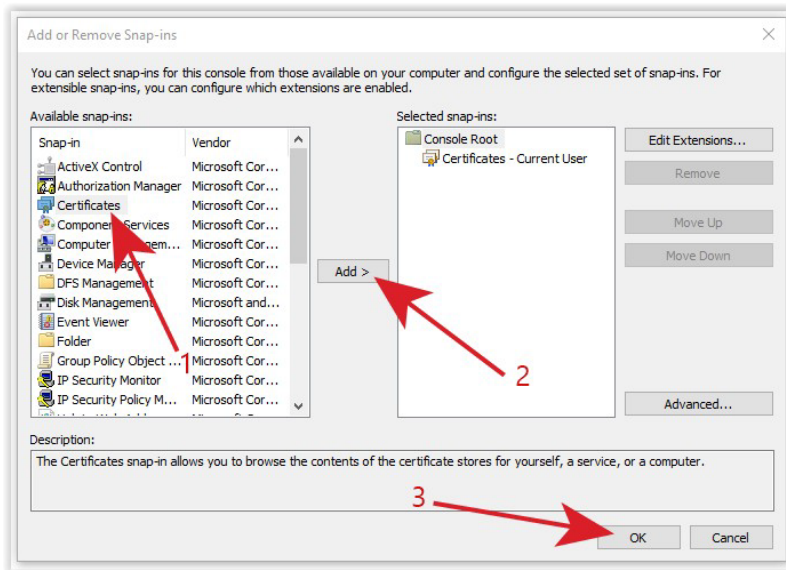 Add or Remove Snap-ins
You can select snap-ins for this console from those available on your computer and configure the selected set of snap-ins. For
extensible snap-ins, you can configure which extensions are enabled.
Available snap-ins:
Snap-in Vendor
ActiveX Control Microsoft Cor...
Authorization Manager Microsoft Cor...
Certificates Microsoft Cor...
Component Services Microsoft Cor...
Computer Managem... Microsoft Cor...
Device Manager Microsoft Cor...
DFS Management Microsoft Cor...
Disk Management Microsoft and...
Event Viewer Microsoft Cor...
Folder Microsoft Cor...
Group Policy Object ... Microsoft Cor...
IP Security Monitor Microsoft Cor...
IP Security Policy M... Microsoft Cor...
1
Add >
2
Selected snap-ins:
Console Root
Certificates - Current User
Edit Extensions...
Remove
Move Up
Move Down
Advanced...
Description:
The Certificates snap-in allows you to browse the contents of the certificate stores for yourself, a service, or a computer.
3
OK Cancel